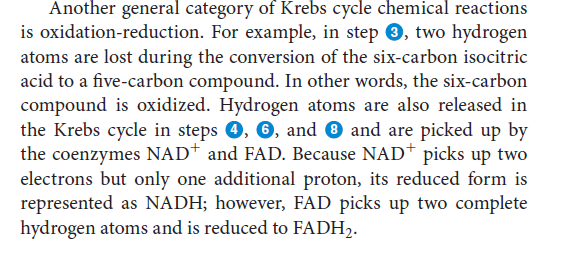 Another general category of Krebs cycle chemical reactions
is oxidation-reduction. For example, in step 3, two hydrogen
atoms are lost during the conversion of the six-carbon isocitric
acid to a five-carbon compound. In other words, the six-carbon
compound is oxidized. Hydrogen atoms are also released in
the Krebs cycle in steps 4, 6, and 8 and are picked up by
the coenzymes NAD⁺ and FAD. Because NAD⁺ picks up two
electrons but only one additional proton, its reduced form is
represented as NADH; however, FAD picks up two complete
hydrogen atoms and is reduced to FADH₂.